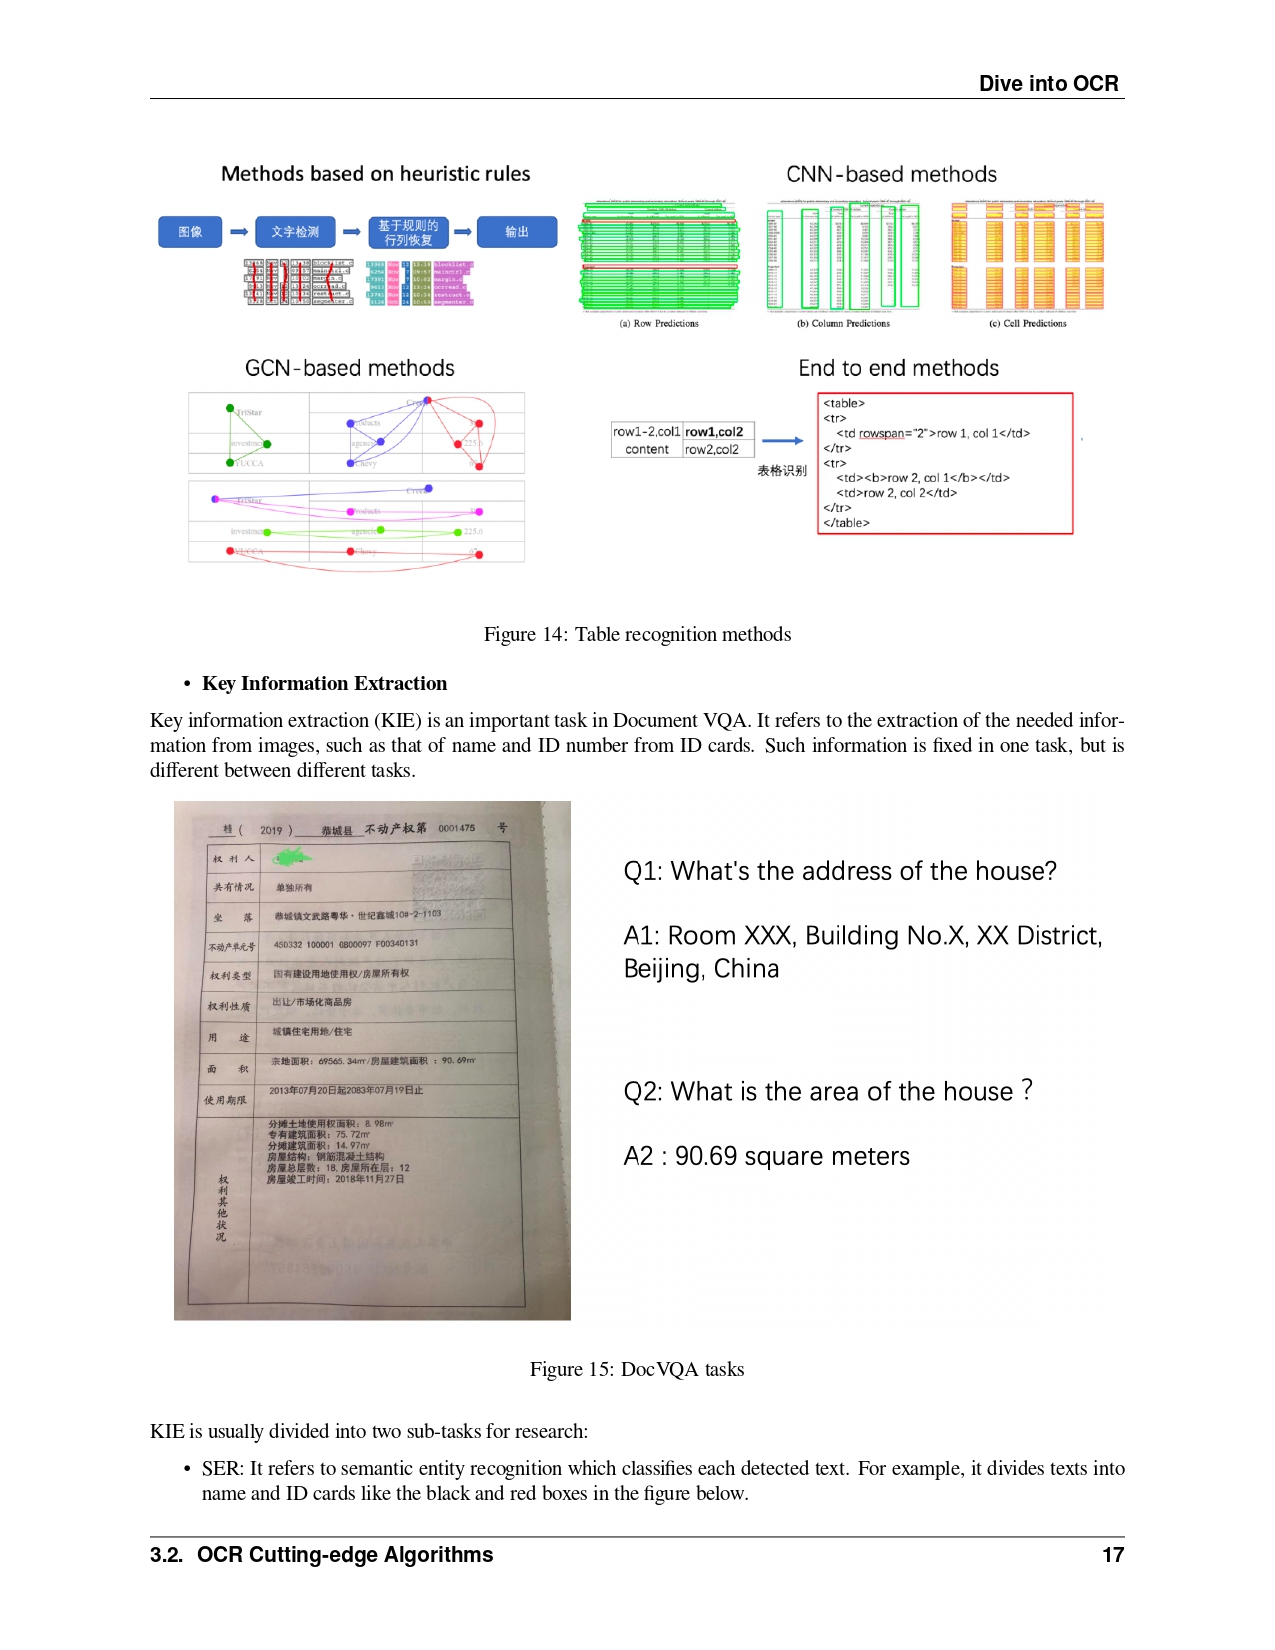 Dive into OCR
Methods based on heuristic rules
图像
文字检测
基于规则的
行列恢复
输出
CNN-based methods
(a) Row Predictions
(b) Column Predictions
(c) Cell Predictions
GCN-based methods
TriStar
YUCCA
Chevy
TriStar
Products
225.6
YUCCA
Chevy
End to end methods
row1-2,col1 row1,col2
content row2,col2
表格识别
<table>
<tr>
<td rowspan="2">row 1, col 1</td>
</tr>
<tr>
<td><b>row 2, col 1</b></td>
<td>row 2, col 2</td>
</tr>
</table>
Figure 14: Table recognition methods
• Key Information Extraction
Key information extraction (KIE) is an important task in Document VQA. It refers to the extraction of the needed infor-
mation from images, such as that of name and ID number from ID cards. Such information is fixed in one task, but is
different between different tasks.
桂 ( 2019 ) 恭城县 不动产权第 0001475 号
权利人
共有情况 单独所有
坐落 恭城镇文武路粤华·世纪鑫城10#-2-1103
不动产单元号 450332 100001 GB00097 F00340131
权利类型 国有建设用地使用权/房屋所有权
权利性质 出让/市场化商品房
用途 城镇住宅用地/住宅
面积 宗地面积：69565.34㎡/房屋建筑面积：90.69㎡
使用期限 2013年07月20日起2083年07月19日止
权利其他状况
分摊土地使用权面积：8.98㎡
专有建筑面积：75.72㎡
分摊建筑面积：14.97㎡
房屋结构：钢筋混凝土结构
房屋总层数：18,房屋所在层：12
房屋竣工时间：2018年11月27日
Q1: What's the address of the house?
A1: Room XXX, Building No.X, XX District,
Beijing, China
Q2: What is the area of the house？
A2 : 90.69 square meters
Figure 15: DocVQA tasks
KIE is usually divided into two sub-tasks for research:
• SER: It refers to semantic entity recognition which classifies each detected text. For example, it divides texts into
name and ID cards like the black and red boxes in the figure below.
3.2. OCR Cutting-edge Algorithms
17